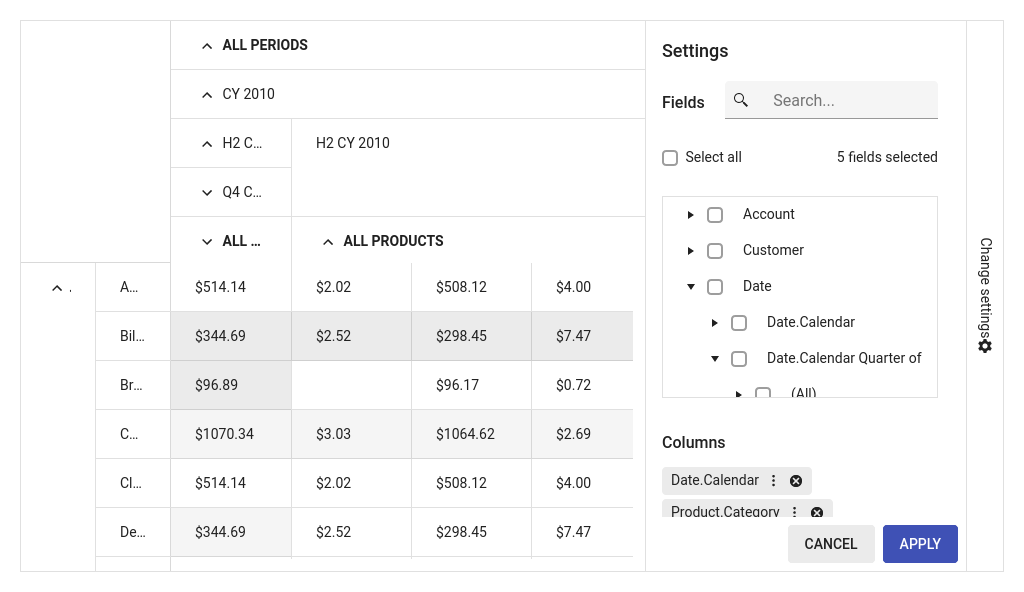 ALL PERIODS
CY 2010
H2 C…
H2 CY 2010
Q4 C…
ALL …
ALL PRODUCTS
.
A…
$514.14
$2.02
$508.12
$4.00
Bil…
$344.69
$2.52
$298.45
$7.47
Br…
$96.89
$96.17
$0.72
C…
$1070.34
$3.03
$1064.62
$2.69
Cl…
$514.14
$2.02
$508.12
$4.00
De…
$344.69
$2.52
$298.45
$7.47
Settings
Fields
Search...
Select all
5 fields selected
Account
Customer
Date
Date.Calendar
Date.Calendar Quarter of
(All)
Columns
Date.Calendar
Product.Category
CANCEL
APPLY
Change settings